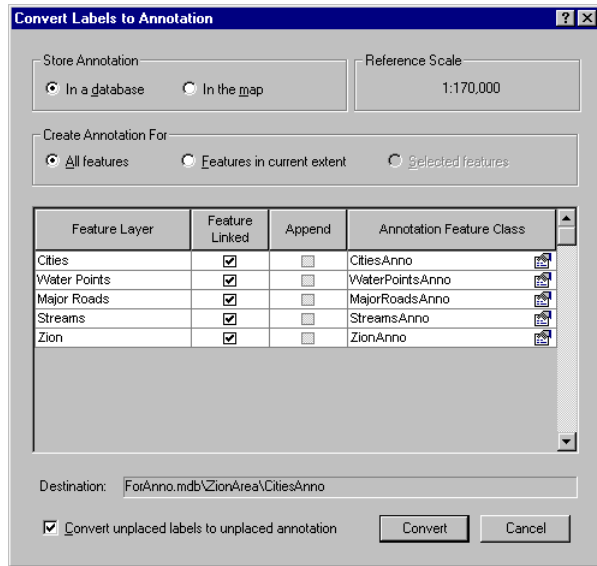 Convert Labels to Annotation
Store Annotation
In a database
In the map
Reference Scale
1:170,000
Create Annotation For
All features
Features in current extent
Selected features
Feature Layer
Feature
Linked
Append
Annotation Feature Class
Cities
CitiesAnno
Water Points
WaterPointsAnno
Major Roads
MajorRoadsAnno
Streams
StreamsAnno
Zion
ZionAnno
Destination:
ForAnno.mdb\ZionArea\CitiesAnno
Convert unplaced labels to unplaced annotation
Convert
Cancel